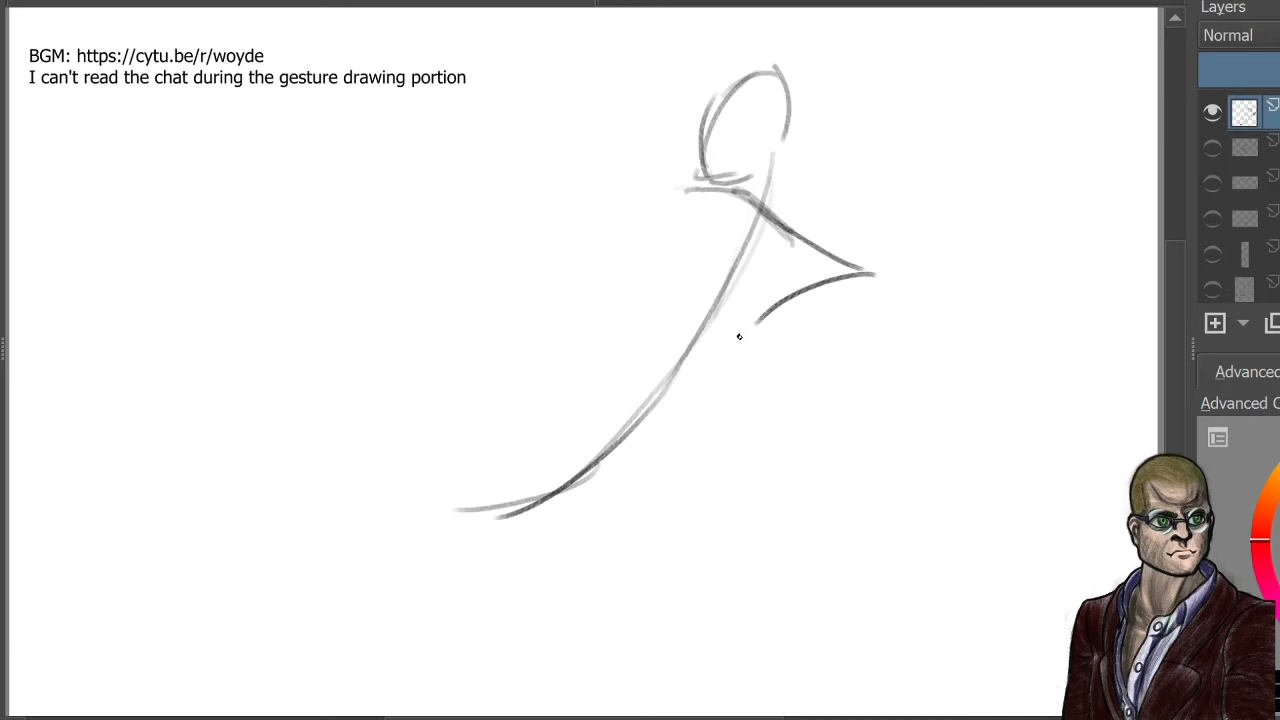 BGM: https://cytu.be/r/woyde
I can't read the chat during the gesture drawing portion
Layers
Normal
Advanced
Advanced C